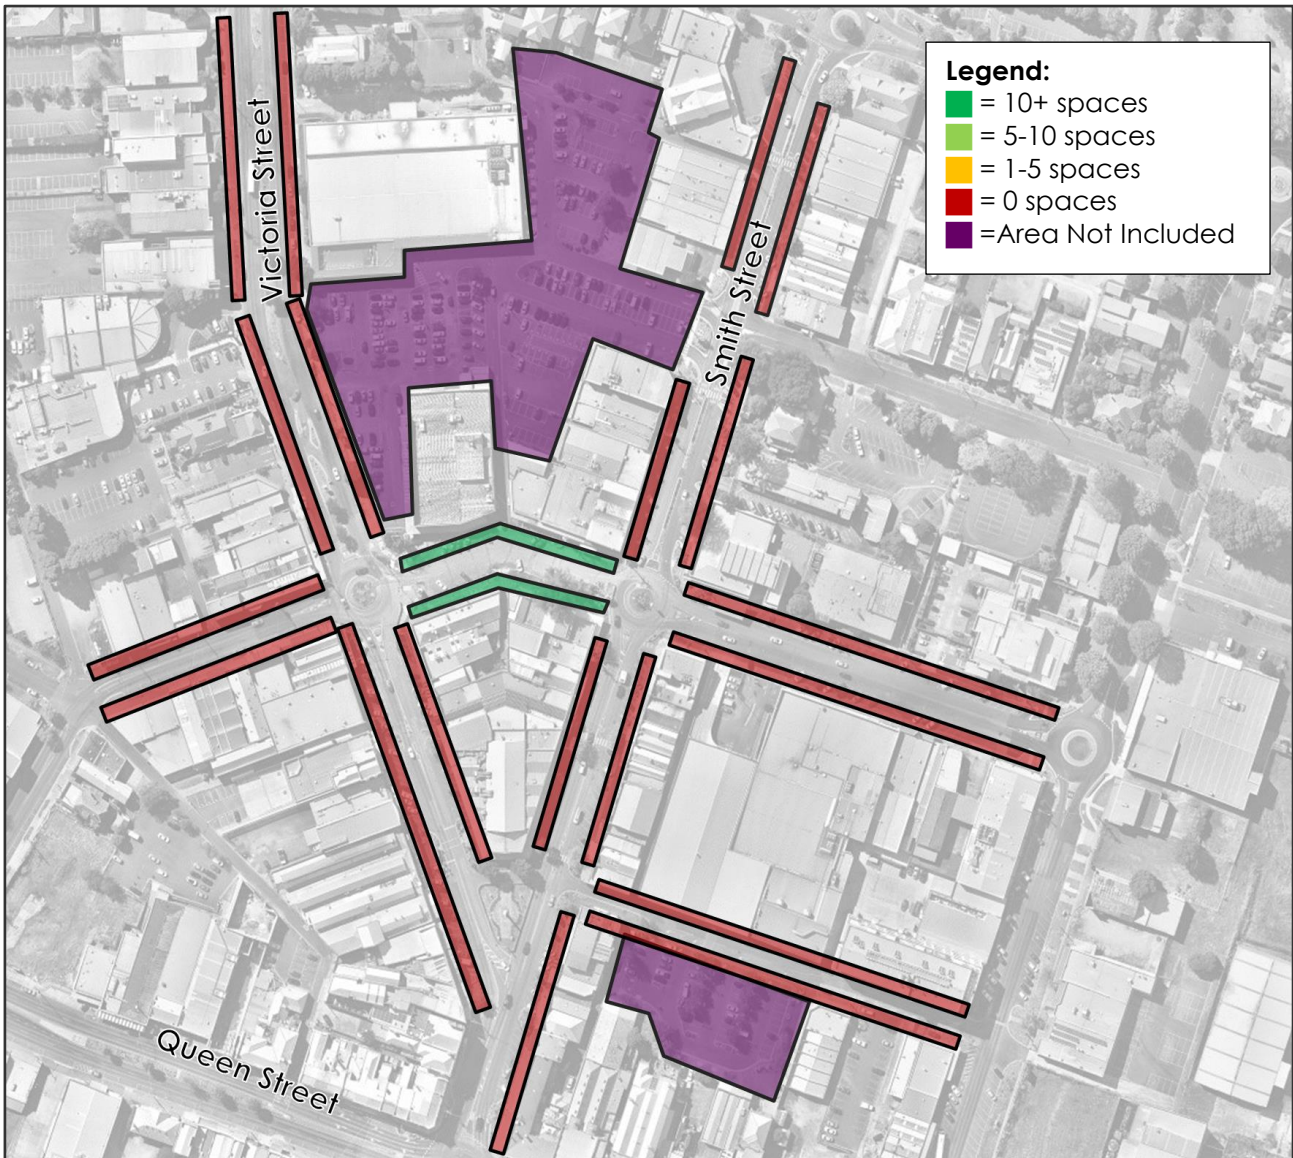 Legend:
= 10+ spaces
= 5-10 spaces
= 1-5 spaces
= 0 spaces
=Area Not Included
Victoria Street
Smith Street
Queen Street